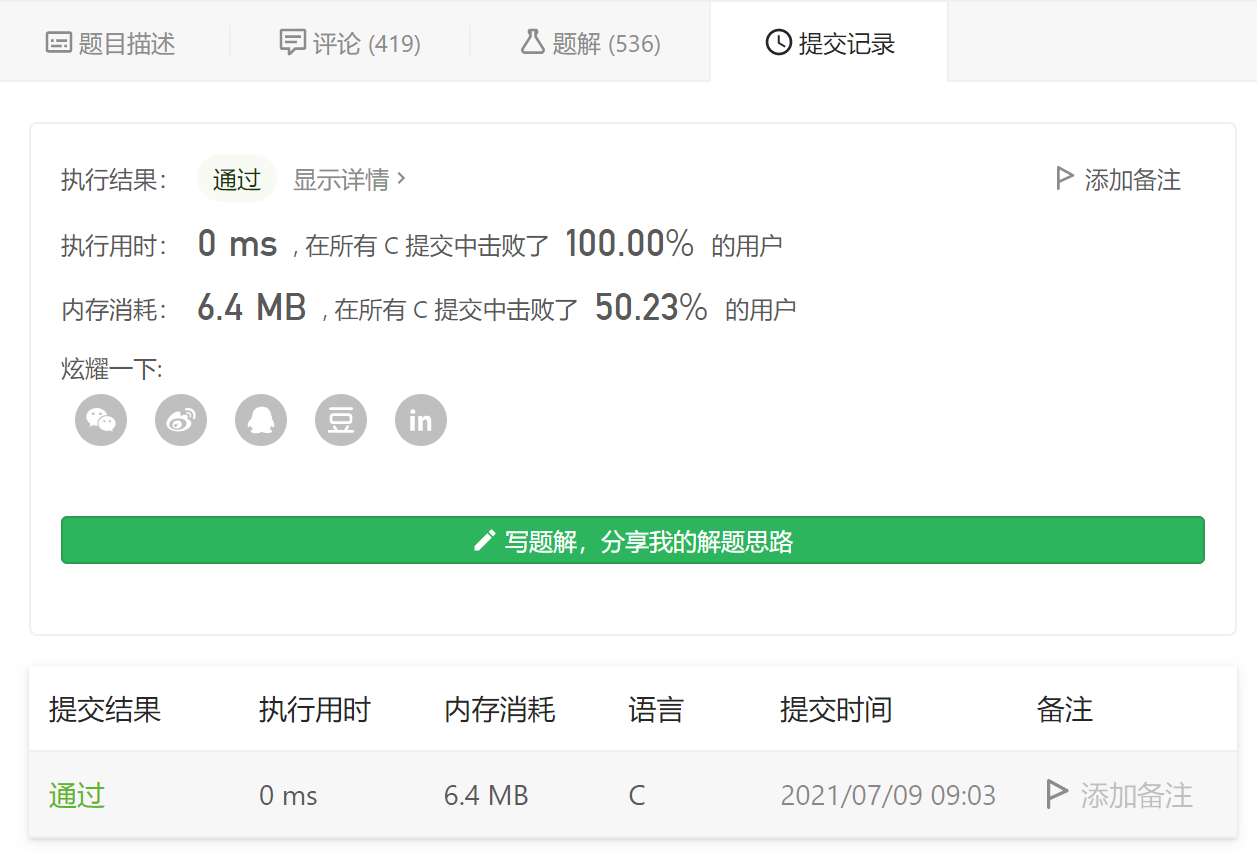 题目描述 评论 (419) 题解 (536) 提交记录
执行结果： 通过 显示详情 添加备注
执行用时： 0 ms , 在所有 C 提交中击败了 100.00% 的用户
内存消耗： 6.4 MB , 在所有 C 提交中击败了 50.23% 的用户
炫耀一下:
豆 in
写题解，分享我的解题思路
提交结果 执行用时 内存消耗 语言 提交时间 备注
通过 0 ms 6.4 MB C 2021/07/09 09:03 添加备注